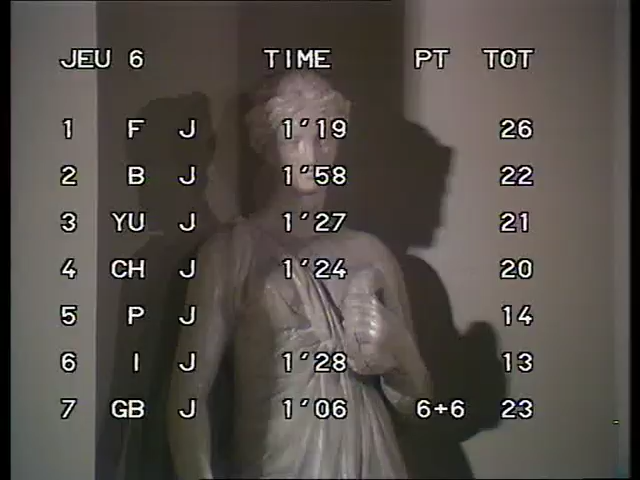 JEU 6 TIME PT TOT
1 F J 1'19 26
2 B J 1'58 22
3 YU J 1'27 21
4 CH J 1'24 20
5 P J 14
6 I J 1'28 13
7 GB J 1'06 6+6 23